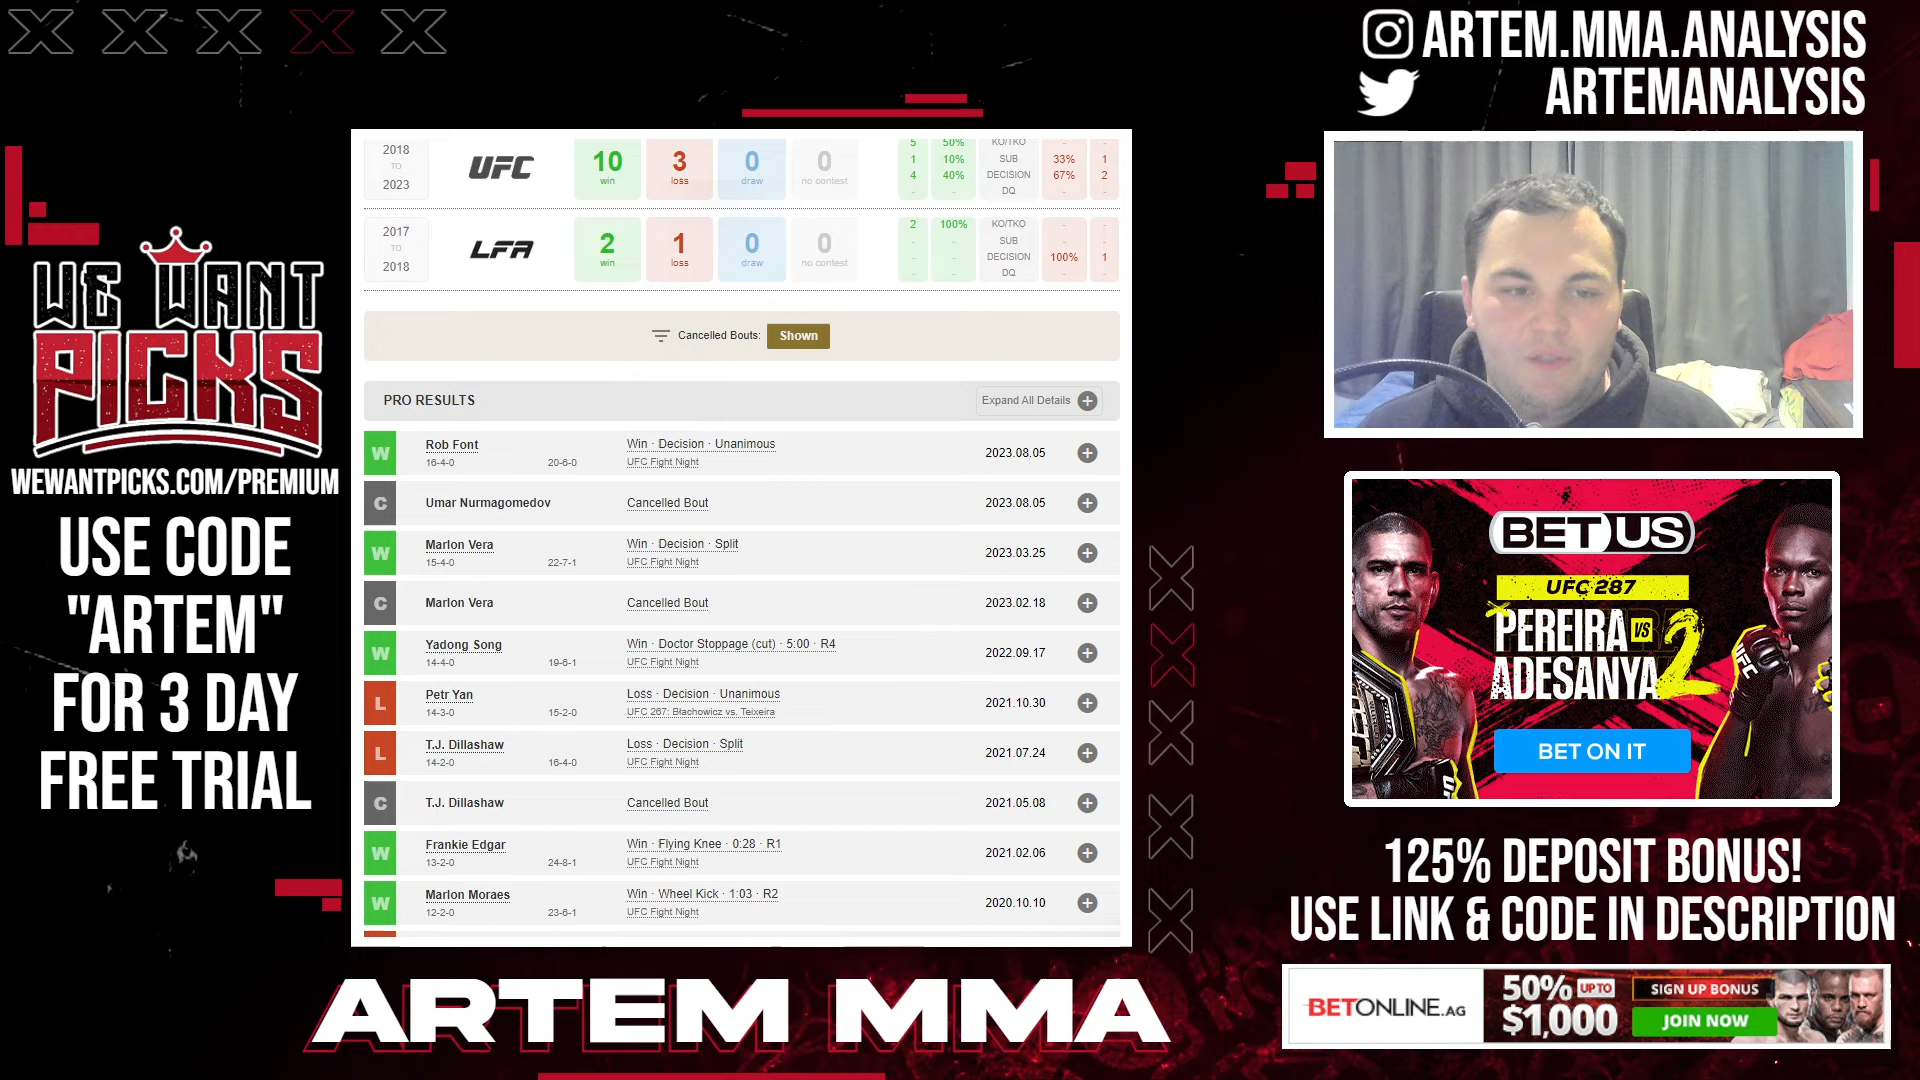 ARTEM.MMA.ANALYSIS
ARTEMANALYSIS
WE WANT
PICKS
WEWANTPICKS.COM/PREMIUM
USE CODE
"ARTEM"
FOR 3 DAY
FREE TRIAL
2018 TO 2023
UFC
10 win
3 loss
0 draw
0 no contest
5 50% KO/TKO - -
1 10% SUB 33% 1
4 40% DECISION 67% 2
- - DQ - -
2017 TO 2018
LFA
2 win
1 loss
0 draw
0 no contest
2 100% KO/TKO - -
- - SUB - -
- - DECISION 100% 1
- - DQ - -
Cancelled Bouts: Shown
PRO RESULTS
Expand All Details
W Rob Font Win · Decision · Unanimous 2023.08.05
16-4-0 20-6-0 UFC Fight Night
C Umar Nurmagomedov Cancelled Bout 2023.08.05
W Marlon Vera Win · Decision · Split 2023.03.25
15-4-0 22-7-1 UFC Fight Night
C Marlon Vera Cancelled Bout 2023.02.18
W Yadong Song Win · Doctor Stoppage (cut) · 5:00 · R4 2022.09.17
14-4-0 19-6-1 UFC Fight Night
L Petr Yan Loss · Decision · Unanimous 2021.10.30
14-3-0 15-2-0 UFC 267: Błachowicz vs. Teixeira
L T.J. Dillashaw Loss · Decision · Split 2021.07.24
14-2-0 16-4-0 UFC Fight Night
C T.J. Dillashaw Cancelled Bout 2021.05.08
W Frankie Edgar Win · Flying Knee · 0:28 · R1 2021.02.06
13-2-0 24-8-1 UFC Fight Night
W Marlon Moraes Win · Wheel Kick · 1:03 · R2 2020.10.10
12-2-0 23-6-1 UFC Fight Night
ARTEM MMA
BETUS
UFC 287
PEREIRA VS
ADESANYA 2
BET ON IT
125% DEPOSIT BONUS!
USE LINK & CODE IN DESCRIPTION
BETONLINE.AG
50% UP TO
$1,000
SIGN UP BONUS
JOIN NOW